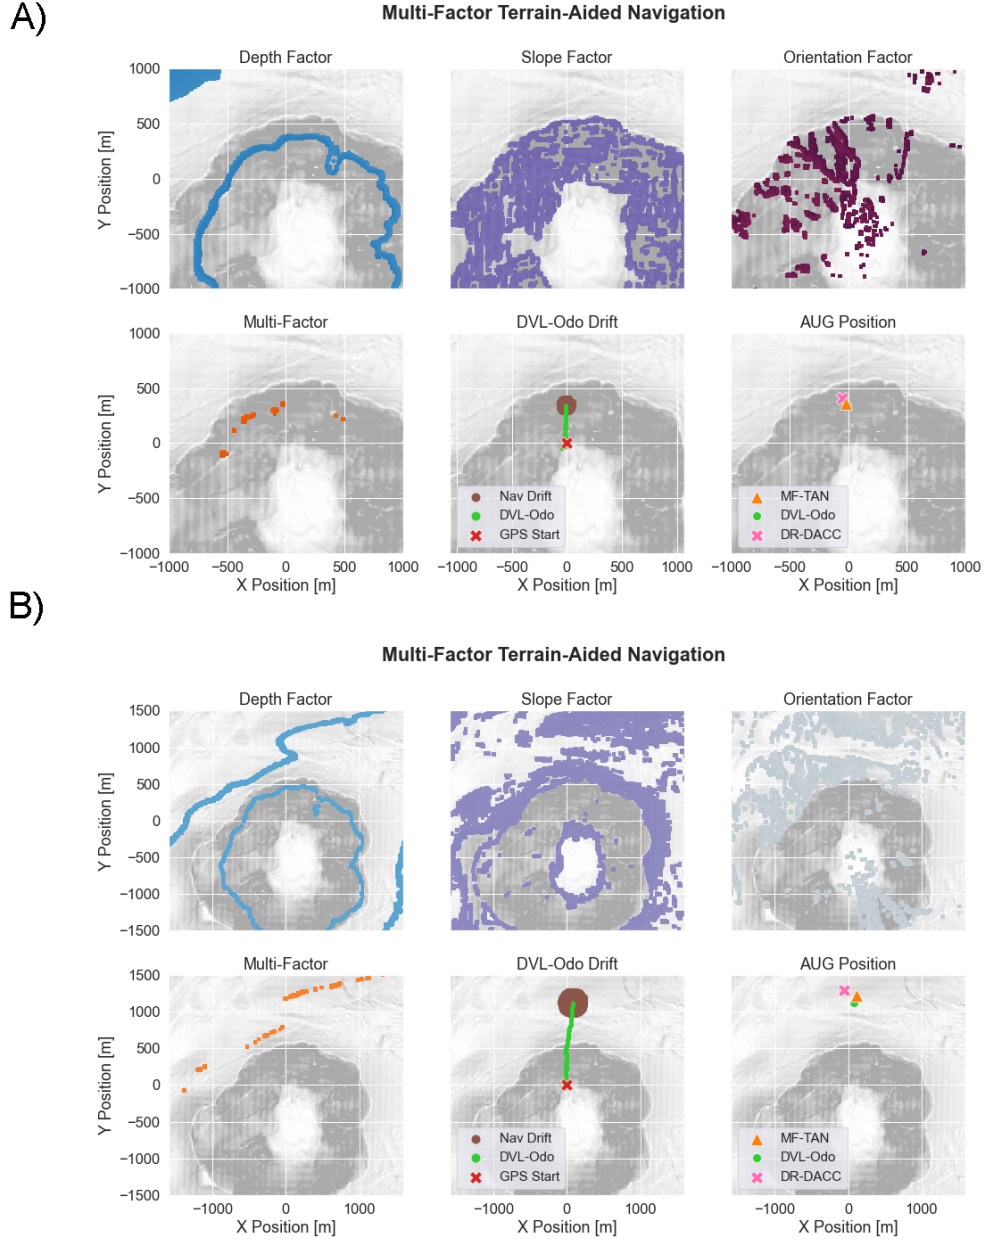 A)
Multi-Factor Terrain-Aided Navigation
Depth Factor
Slope Factor
Orientation Factor
Y Position [m]
1000
500
0
−500
−1000
Multi-Factor
DVL-Odo Drift
AUG Position
Y Position [m]
1000
500
0
−500
−1000
Nav Drift
DVL-Odo
GPS Start
MF-TAN
DVL-Odo
DR-DACC
−1000 −500 0 500 1000
−1000 −500 0 500 1000
−1000 −500 0 500 1000
X Position [m]
X Position [m]
X Position [m]
B)
Multi-Factor Terrain-Aided Navigation
Depth Factor
Slope Factor
Orientation Factor
Y Position [m]
1500
1000
500
0
−500
−1000
−1500
Multi-Factor
DVL-Odo Drift
AUG Position
Y Position [m]
1500
1000
500
0
−500
−1000
−1500
Nav Drift
DVL-Odo
GPS Start
MF-TAN
DVL-Odo
DR-DACC
−1000 0 1000
−1000 0 1000
−1000 0 1000
X Position [m]
X Position [m]
X Position [m]